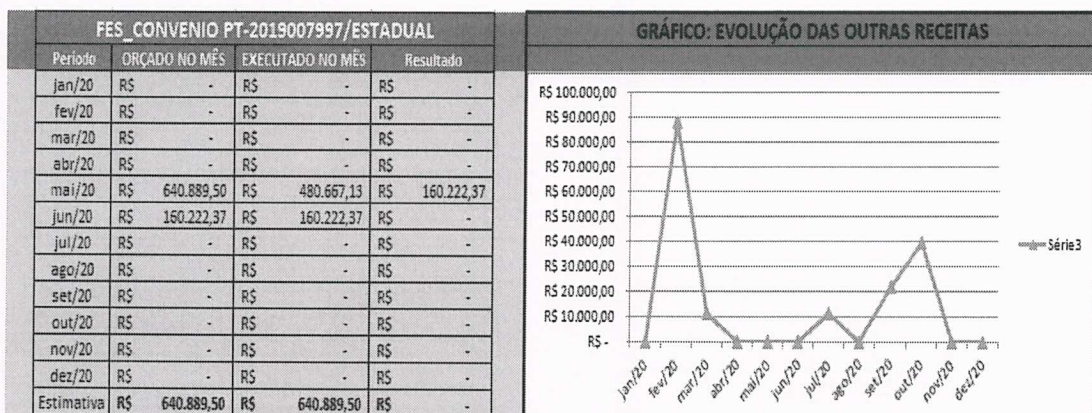 FES_CONVENIO PT-2019007997/ESTADUAL
Período ORÇADO NO MÊS EXECUTADO NO MÊS Resultado
jan/20 R$ - R$ - R$ -
fev/20 R$ - R$ - R$ -
mar/20 R$ - R$ - R$ -
abr/20 R$ - R$ - R$ -
mai/20 R$ 640.889,50 R$ 480.667,13 R$ 160.222,37
jun/20 R$ 160.222,37 R$ 160.222,37 R$ -
jul/20 R$ - R$ - R$ -
ago/20 R$ - R$ - R$ -
set/20 R$ - R$ - R$ -
out/20 R$ - R$ - R$ -
nov/20 R$ - R$ - R$ -
dez/20 R$ - R$ - R$ -
Estimativa R$ 640.889,50 R$ 640.889,50 R$ -
GRÁFICO: EVOLUÇÃO DAS OUTRAS RECEITAS
R$ 100.000,00
R$ 90.000,00
R$ 80.000,00
R$ 70.000,00
R$ 60.000,00
R$ 50.000,00
R$ 40.000,00
R$ 30.000,00
R$ 20.000,00
R$ 10.000,00
R$ -
jan/20 fev/20 mar/20 abr/20 mai/20 jun/20 jul/20 ago/20 set/20 out/20 nov/20 dez/20
Série3